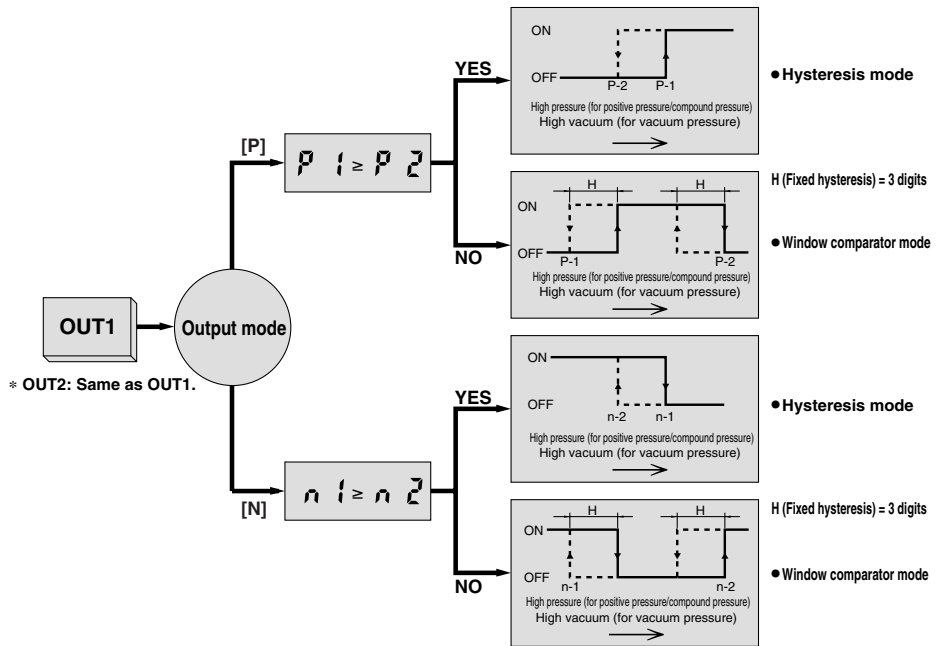 OUT1
* OUT2: Same as OUT1.
Output mode
[P]
P 1 ≥ P 2
YES
ON
OFF
P-2 P-1
High pressure (for positive pressure/compound pressure)
High vacuum (for vacuum pressure)
●Hysteresis mode
NO
H (Fixed hysteresis) = 3 digits
H H
ON
OFF
P-1 P-2
High pressure (for positive pressure/compound pressure)
High vacuum (for vacuum pressure)
●Window comparator mode
[N]
n 1 ≥ n 2
YES
ON
OFF
n-2 n-1
High pressure (for positive pressure/compound pressure)
High vacuum (for vacuum pressure)
●Hysteresis mode
NO
H (Fixed hysteresis) = 3 digits
H H
ON
OFF
n-1 n-2
High pressure (for positive pressure/compound pressure)
High vacuum (for vacuum pressure)
●Window comparator mode